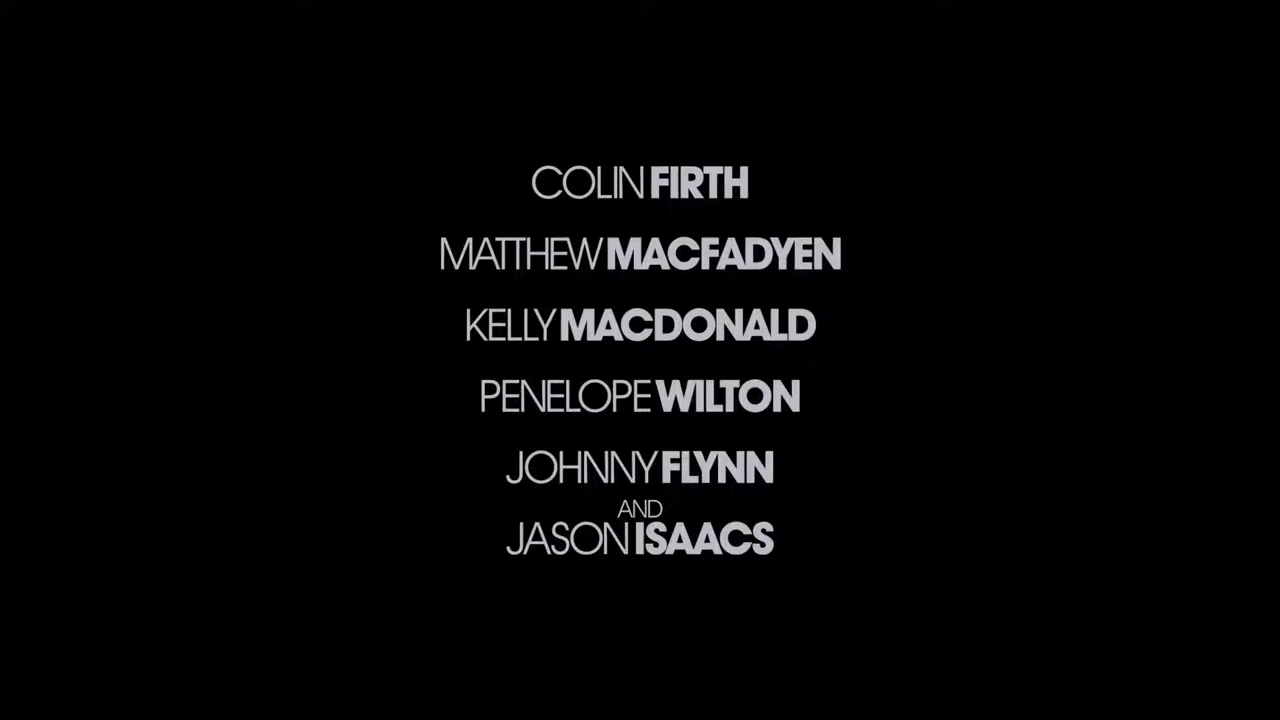 COLIN FIRTH
MATTHEW MACFADYEN
KELLY MACDONALD
PENELOPE WILTON
JOHNNY FLYNN
AND
JASON ISAACS